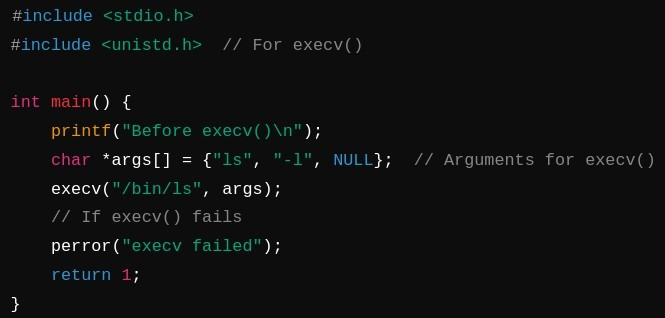 #include <stdio.h>
#include <unistd.h>  // For execv()

int main() {
    printf("Before execv()\n");
    char *args[] = {"ls", "-l", NULL};  // Arguments for execv()
    execv("/bin/ls", args);
    // If execv() fails
    perror("execv failed");
    return 1;
}